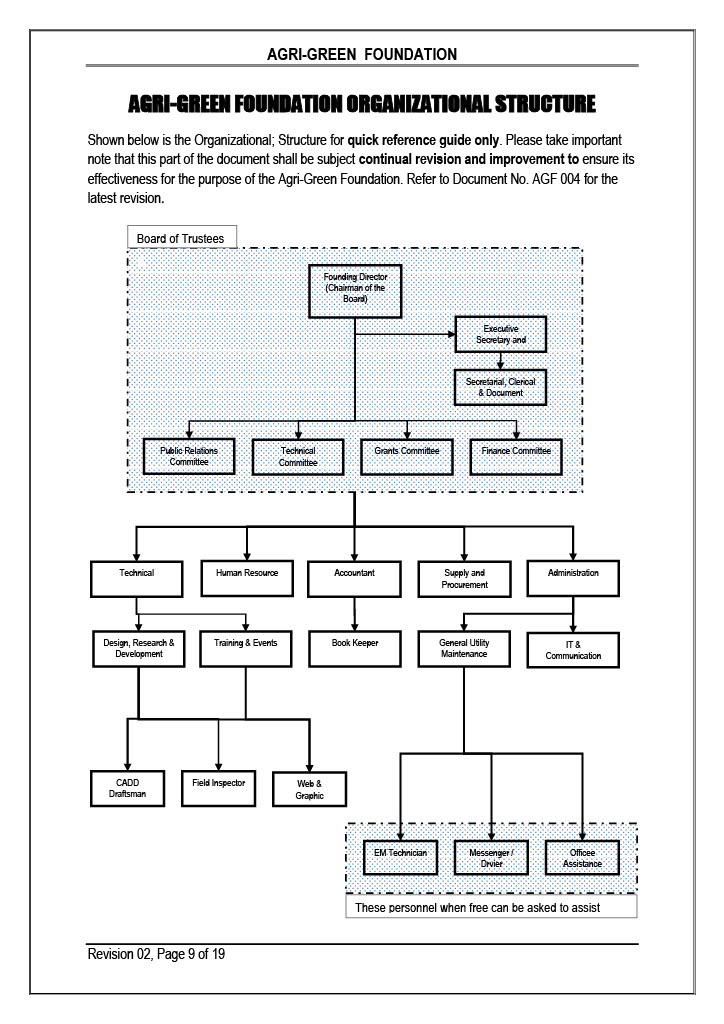 AGRI-GREEN FOUNDATION
AGRI-GREEN FOUNDATION ORGANIZATIONAL STRUCTURE
Shown below is the Organizational; Structure for quick reference guide only. Please take important
note that this part of the document shall be subject continual revision and improvement to ensure its
effectiveness for the purpose of the Agri-Green Foundation. Refer to Document No. AGF 004 for the
latest revision.
Board of Trustees
Founding Director
(Chairman of the
Board)
Executive
Secretary and
Secretarial, Clerical
& Document
Public Relations
Committee
Technical
Committee
Grants Committee
Finance Committee
Technical
Human Resource
Accountant
Supply and
Procurement
Administration
Design, Research &
Development
Training & Events
Book Keeper
General Utility
Maintenance
IT &
Communication
CADD
Draftsman
Field Inspector
Web &
Graphic
EM Technician
Messenger /
Drvier
Officee
Assistance
These personnel when free can be asked to assist
Revision 02, Page 9 of 19